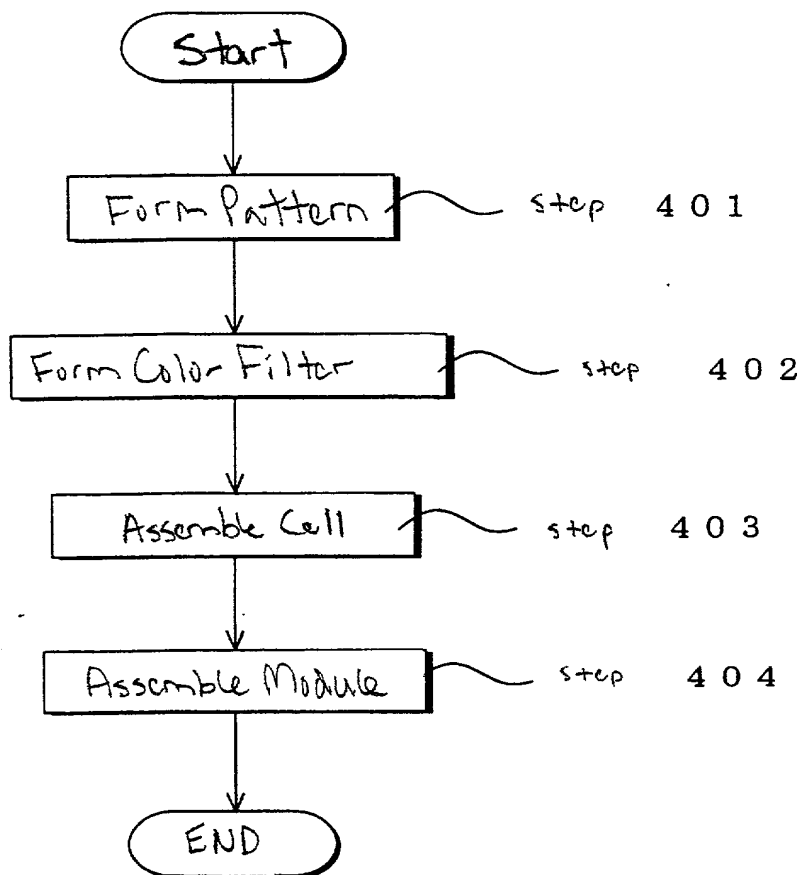 Start
Form Pattern step 401
Form Color Filter step 402
Assemble Cell step 403
Assemble Module step 404
END